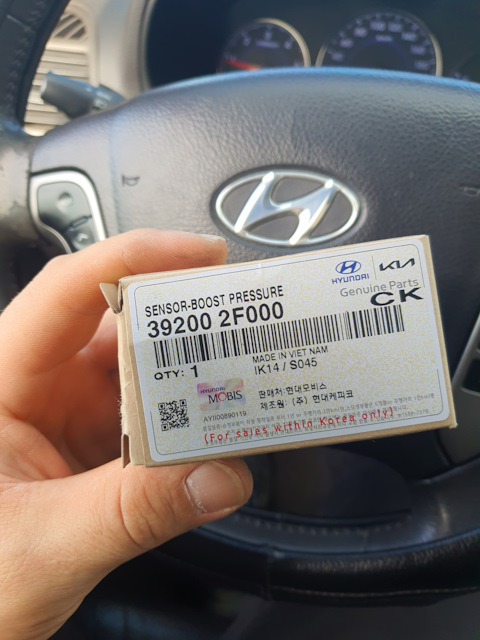 HYUNDAI KIA
Genuine Parts
CK
SENSOR-BOOST PRESSURE
39200 2F000
MADE IN VIET NAM
QTY: 1 IK14 / S045
HYUNDAI
MOBIS
판매처:현대모비스
제조원: (주) 현대케피코
AYII00890119
(For sales within Korea only)